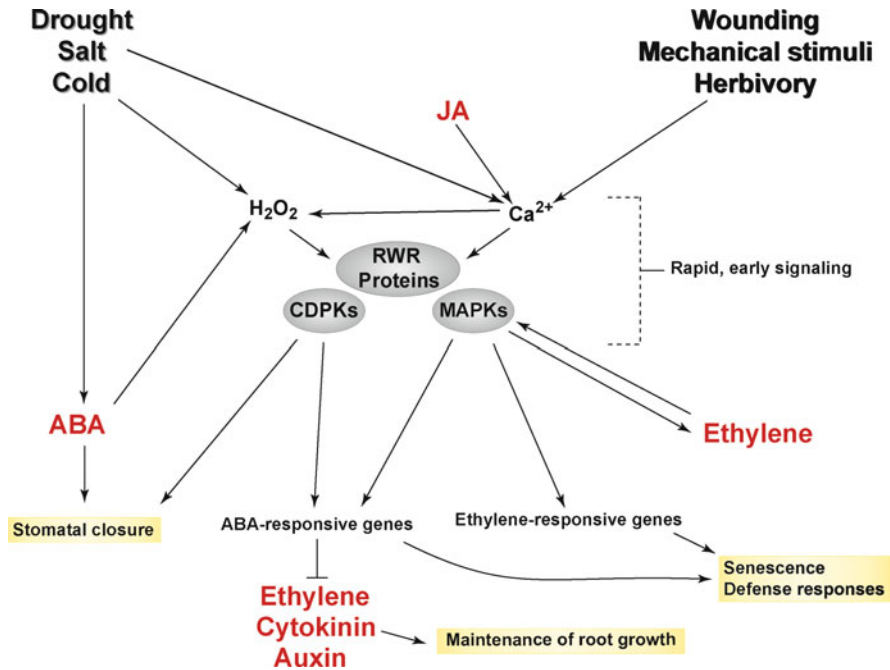 Drought
Salt
Cold
Wounding
Mechanical stimuli
Herbivory
JA
H₂O₂
Ca²⁺
RWR
Proteins
Rapid, early signaling
CDPKs
MAPKs
ABA
Ethylene
Stomatal closure
ABA-responsive genes
Ethylene-responsive genes
Senescence
Defense responses
Ethylene
Cytokinin
Auxin
Maintenance of root growth